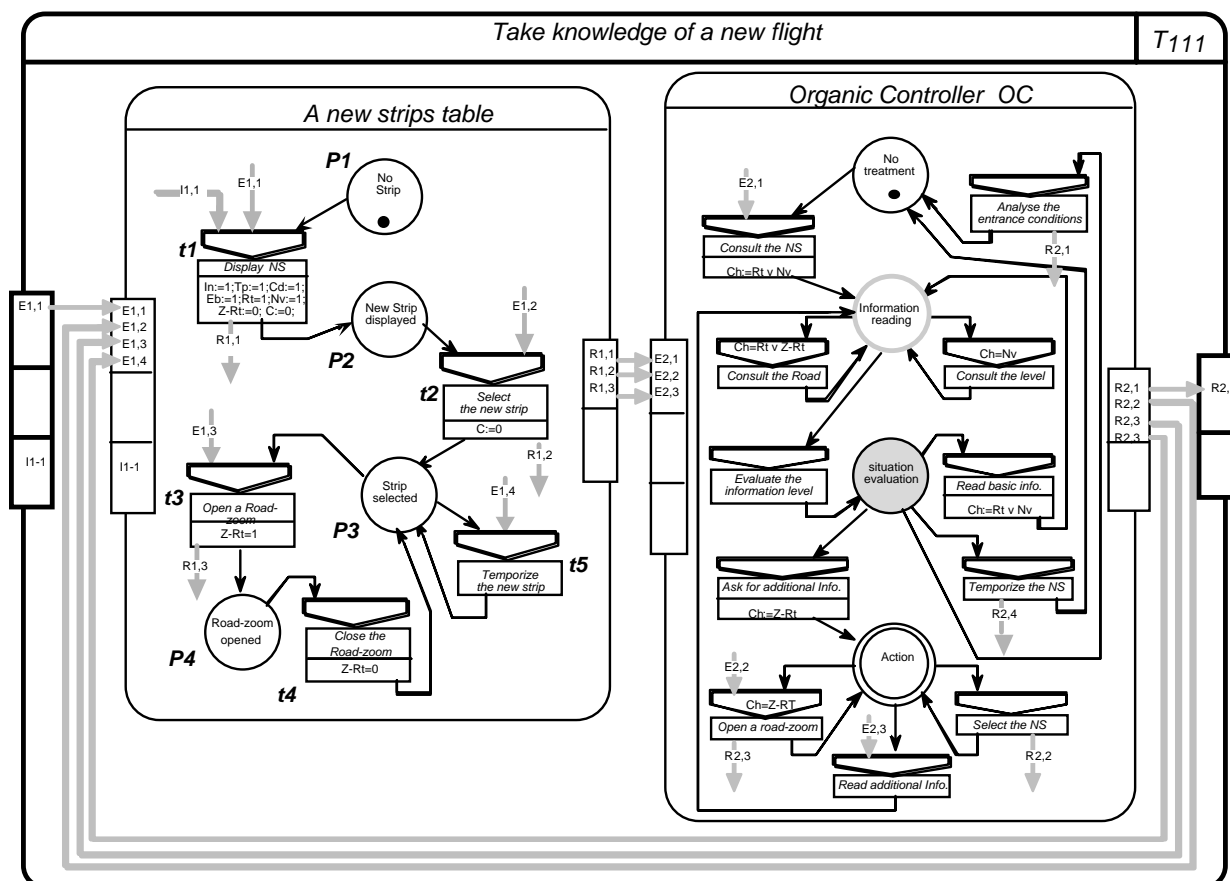 Take knowledge of a new flight
T111
A new strips table
P1
No
Strip
I1,1
E1,1
t1
Display NS
In:=1;Tp:=1;Cd:=1;
Eb:=1;Rt=1;Nv:=1;
Z-Rt:=0; C:=0;
R1,1
New Strip
displayed
P2
E1,2
t2
Select
the new strip
C:=0
R1,2
E1,3
t3
Open a Road-
zoom
Z-Rt=1
R1,3
Strip
selected
P3
E1,4
t5
Temporize
the new strip
Road-zoom
opened
P4
Close the
Road-zoom
Z-Rt=0
t4
E1,1
I1-1
E1,1
E1,2
E1,3
E1,4
I1-1
R1,1
R1,2
R1,3
E2,1
E2,2
E2,3
Organic Controller OC
No
treatment
E2,1
Consult the NS
Ch:=Rt v Nv
Analyse the
entrance conditions
R2,1
Information
reading
Ch=Rt v Z-Rt
Consult the Road
Ch=Nv
Consult the level
Evaluate the
information level
situation
evaluation
Read basic info.
Ch:=Rt v Nv
Ask for additional Info.
Ch:=Z-Rt
Temporize the NS
R2,4
Action
E2,2
Ch=Z-RT
Open a road-zoom
R2,3
E2,3
Read additional Info.
Select the NS
R2,2
R2,1
R2,2
R2,3
R2,3
R2,